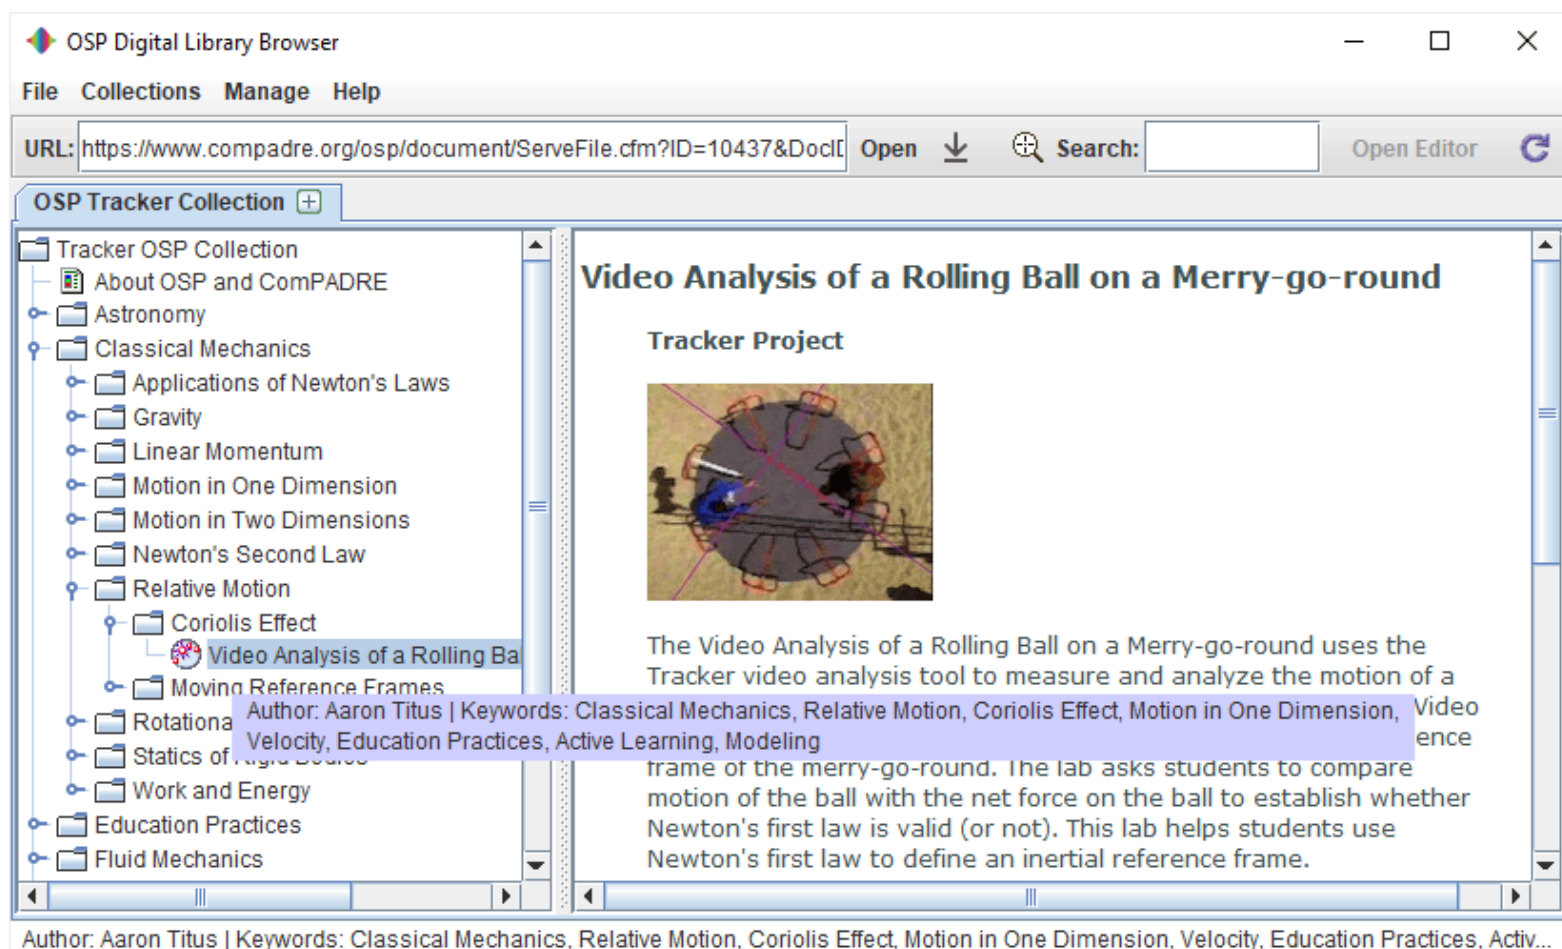 OSP Digital Library Browser
File Collections Manage Help
URL: https://www.compadre.org/osp/document/ServeFile.cfm?ID=10437&DocI Open Search: Open Editor
OSP Tracker Collection
Tracker OSP Collection
About OSP and ComPADRE
Astronomy
Classical Mechanics
Applications of Newton's Laws
Gravity
Linear Momentum
Motion in One Dimension
Motion in Two Dimensions
Newton's Second Law
Relative Motion
Coriolis Effect
Video Analysis of a Rolling Ba
Moving Reference Frames
Rotationa
Statics of Rigid Bodies
Work and Energy
Education Practices
Fluid Mechanics
Video Analysis of a Rolling Ball on a Merry-go-round
Tracker Project
The Video Analysis of a Rolling Ball on a Merry-go-round uses the
Tracker video analysis tool to measure and analyze the motion of a
Video
ence
frame of the merry-go-round. The lab asks students to compare
motion of the ball with the net force on the ball to establish whether
Newton's first law is valid (or not). This lab helps students use
Newton's first law to define an inertial reference frame.
Author: Aaron Titus | Keywords: Classical Mechanics, Relative Motion, Coriolis Effect, Motion in One Dimension,
Velocity, Education Practices, Active Learning, Modeling
Author: Aaron Titus | Keywords: Classical Mechanics, Relative Motion, Coriolis Effect, Motion in One Dimension, Velocity, Education Practices, Activ...